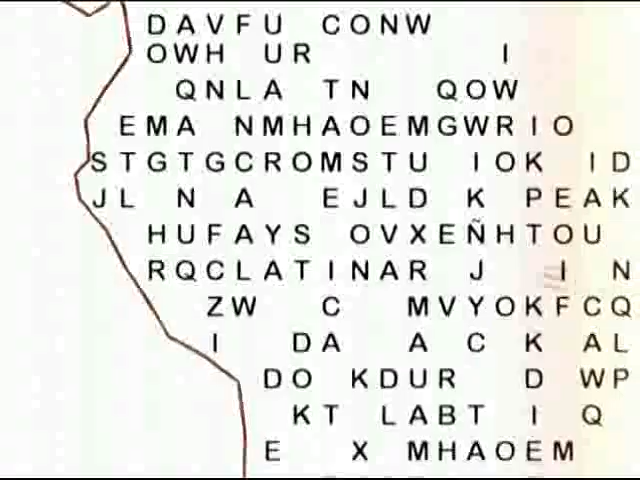 DAVFU CONW
OWH UR I
QNLA TN QOW
EMA NMHAOEMGWRIO
STGTGCROMSTU IOK ID
JL N A EJLD K PEAK
HUFAYS OVXEÑHTOU
RQCLATINAR J I N
ZW C MVYOKFCQ
I DA A C K AL
DO KDUR D WP
KT LABT I Q
E X MHAOEM